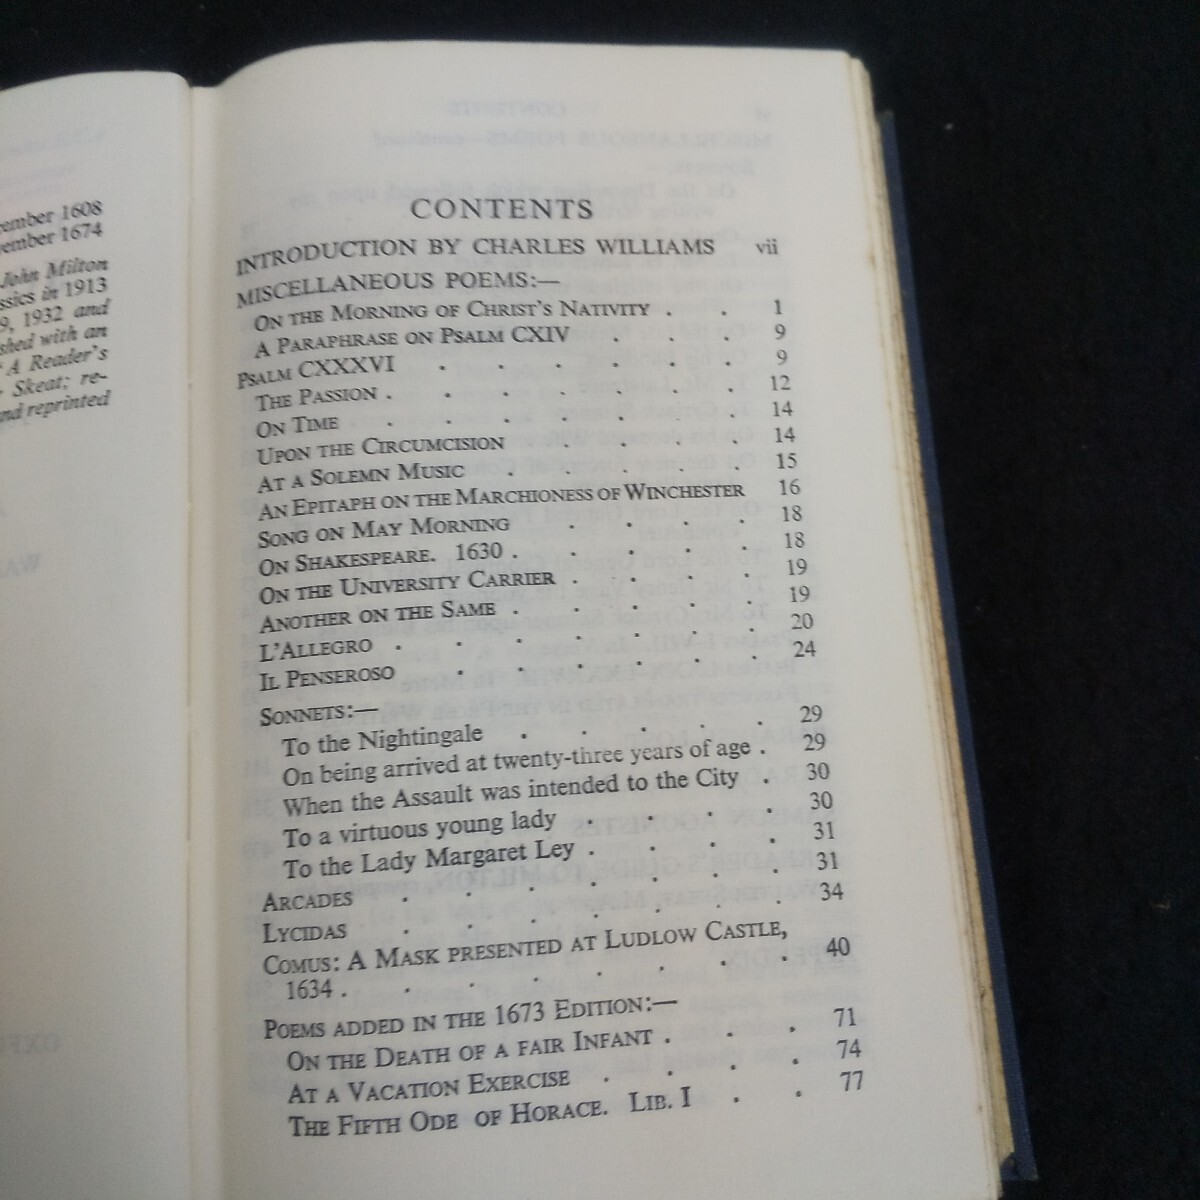 cember 1608
vember 1674
John Milton
ssics in 1913
9, 1932 and
shed with an
A Reader's
Skeat; re-
nd reprinted
CONTENTS
INTRODUCTION BY CHARLES WILLIAMS vii
MISCELLANEOUS POEMS:—
ON THE MORNING OF CHRIST'S NATIVITY . . 1
A PARAPHRASE ON PSALM CXIV . . . 9
PSALM CXXXVI . . . . . 9
THE PASSION . . . . . . . 12
ON TIME . . . . . . 14
UPON THE CIRCUMCISION . . . 14
AT A SOLEMN MUSIC . . . . . 15
AN EPITAPH ON THE MARCHIONESS OF WINCHESTER 16
SONG ON MAY MORNING . . . . 18
ON SHAKESPEARE. 1630 . . . . . 18
ON THE UNIVERSITY CARRIER . . . . 19
ANOTHER ON THE SAME . . . . . 19
L'ALLEGRO . . . . . . . 20
IL PENSEROSO . . . . . . 24
SONNETS:—
To the Nightingale . . . . . 29
On being arrived at twenty-three years of age . 29
When the Assault was intended to the City . 30
To a virtuous young lady . . . . 30
To the Lady Margaret Ley . . . . 31
ARCADES . . . . . . . 31
LYCIDAS . . . . . . . 34
COMUS: A MASK PRESENTED AT LUDLOW CASTLE,
1634 . . . . . . . . 40
POEMS ADDED IN THE 1673 EDITION:—
ON THE DEATH OF A FAIR INFANT . . . 71
AT A VACATION EXERCISE . . . . 74
THE FIFTH ODE OF HORACE. LIB. I . . 77